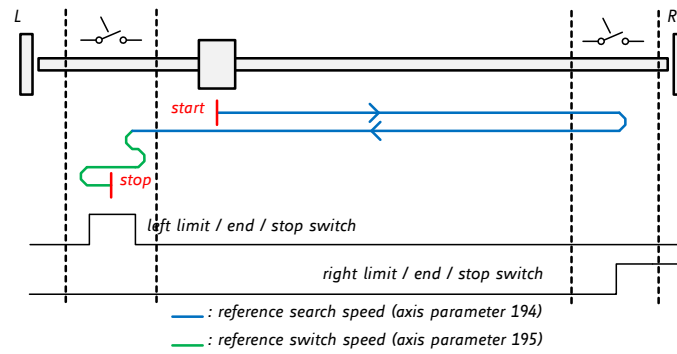 L
R
start
stop
left limit / end / stop switch
right limit / end / stop switch
: reference search speed (axis parameter 194)
: reference switch speed (axis parameter 195)